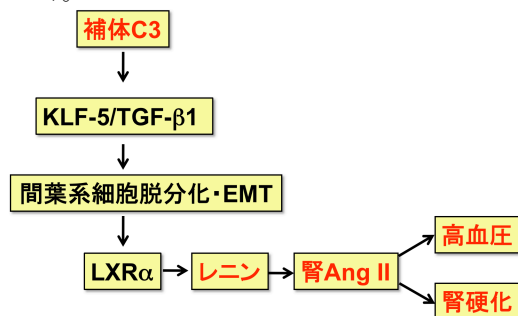 補体C3
KLF-5/TGF-β1
間葉系細胞脱分化・EMT
LXRα
レニン
腎Ang II
高血圧
腎硬化